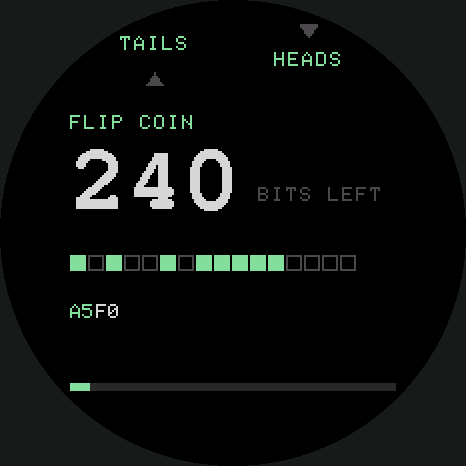 TAILS
HEADS
FLIP COIN
240 BITS LEFT
A5F0